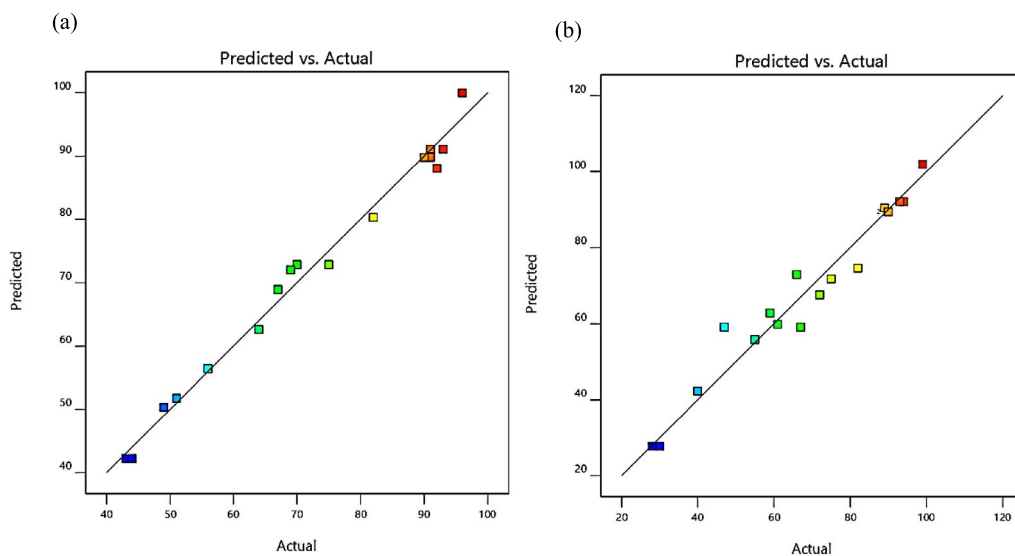 (a)
Predicted vs. Actual
100
90
80
70
60
50
40
Predicted
40 50 60 70 80 90 100
Actual
(b)
Predicted vs. Actual
120
100
80
60
40
20
Predicted
20 40 60 80 100 120
Actual